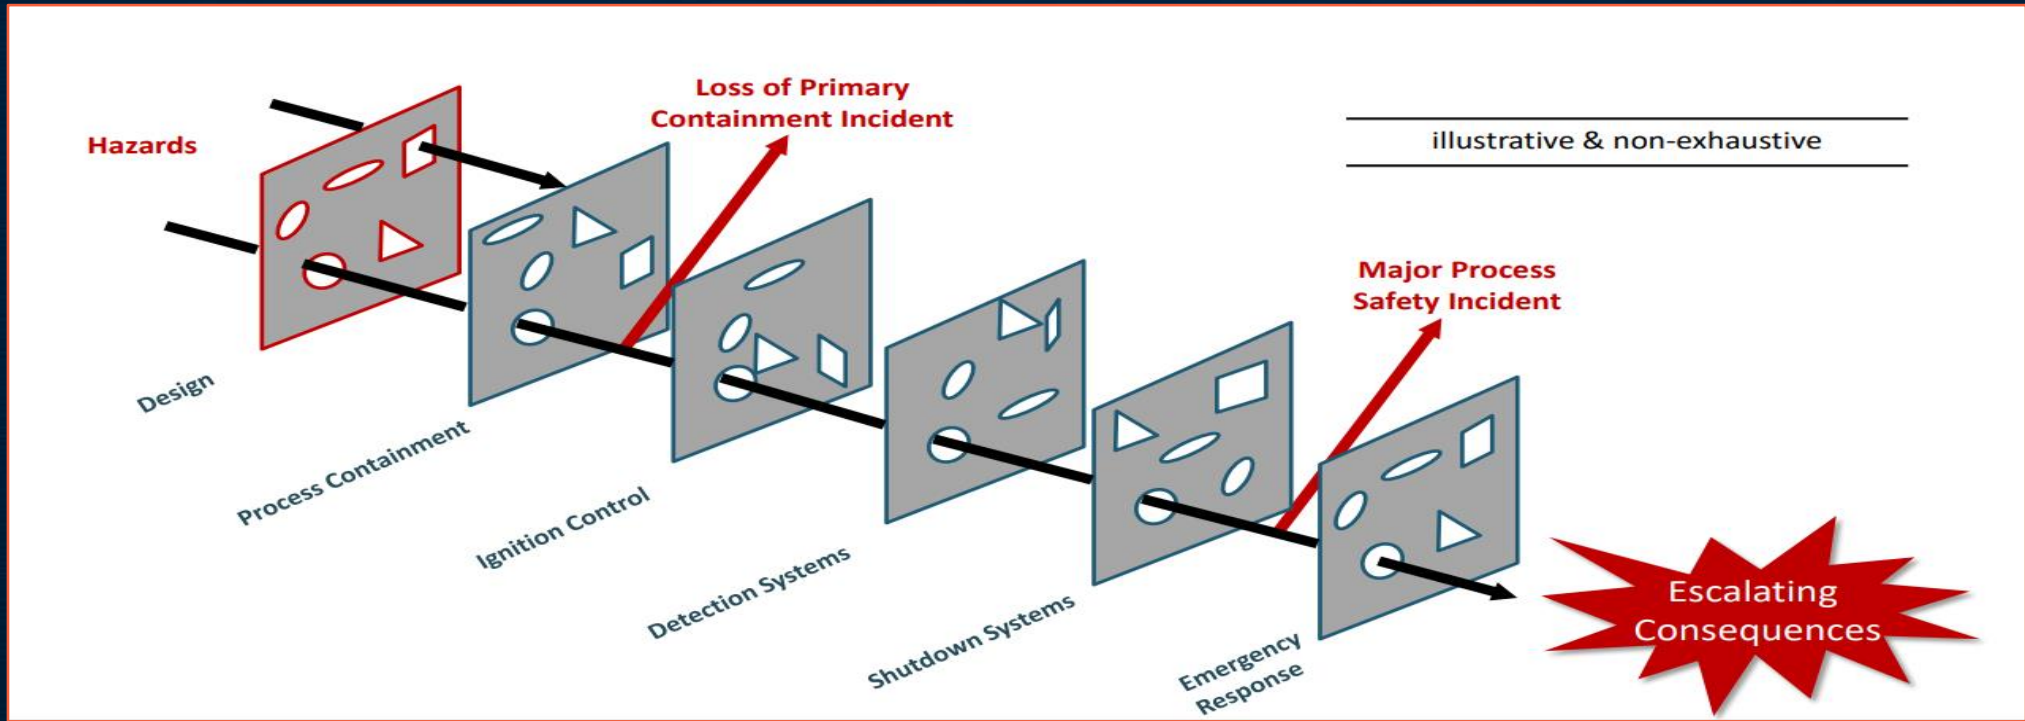 Loss of Primary
Containment Incident
Hazards
illustrative & non-exhaustive
Major Process
Safety Incident
Design
Process Containment
Ignition Control
Detection Systems
Shutdown Systems
Emergency
Response
Escalating
Consequences